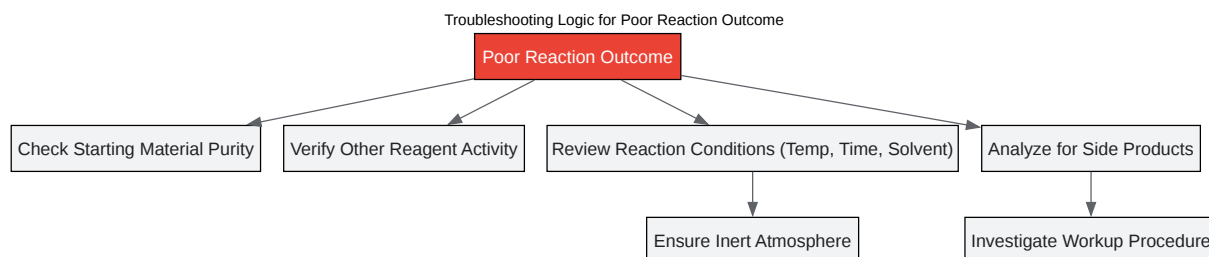 Troubleshooting Logic for Poor Reaction Outcome
Poor Reaction Outcome
Check Starting Material Purity
Verify Other Reagent Activity
Review Reaction Conditions (Temp, Time, Solvent)
Analyze for Side Products
Ensure Inert Atmosphere
Investigate Workup Procedure